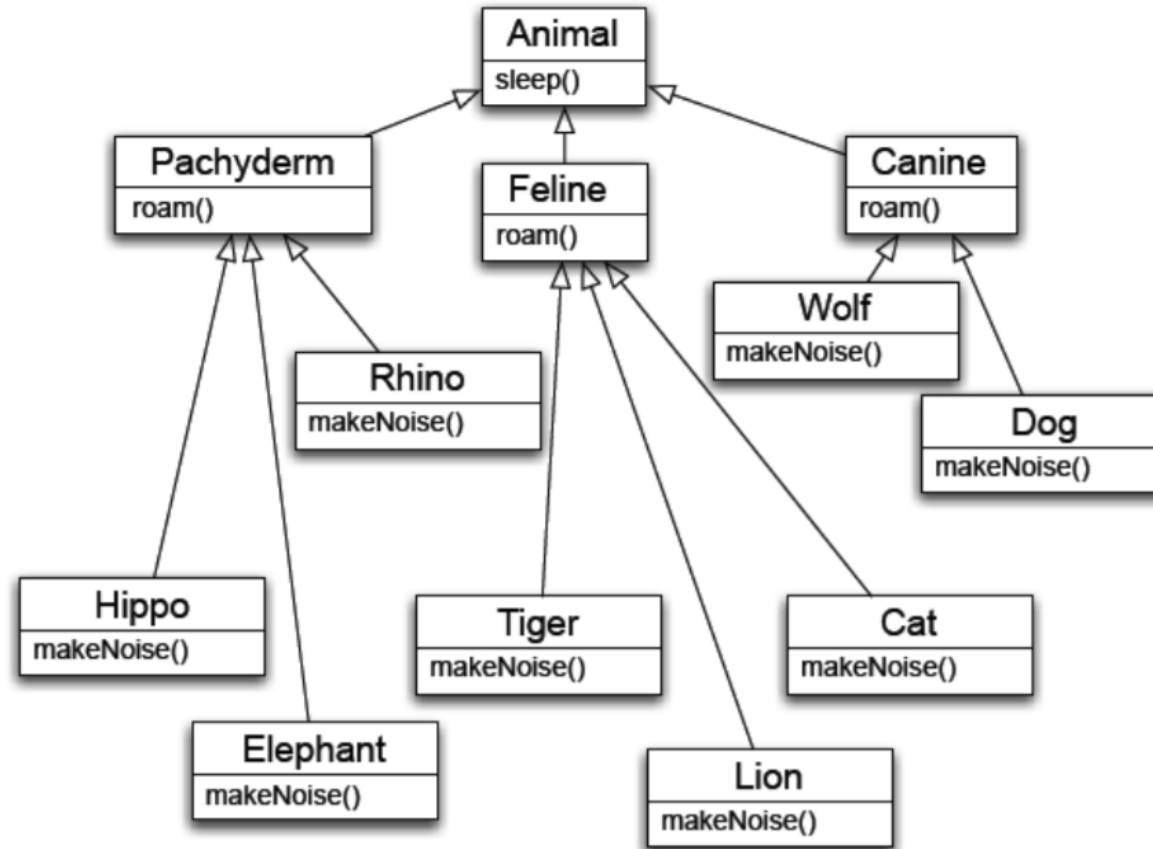 Animal
sleep()
Pachyderm
roam()
Feline
roam()
Canine
roam()
Wolf
makeNoise()
Rhino
makeNoise()
Dog
makeNoise()
Hippo
makeNoise()
Tiger
makeNoise()
Cat
makeNoise()
Elephant
makeNoise()
Lion
makeNoise()